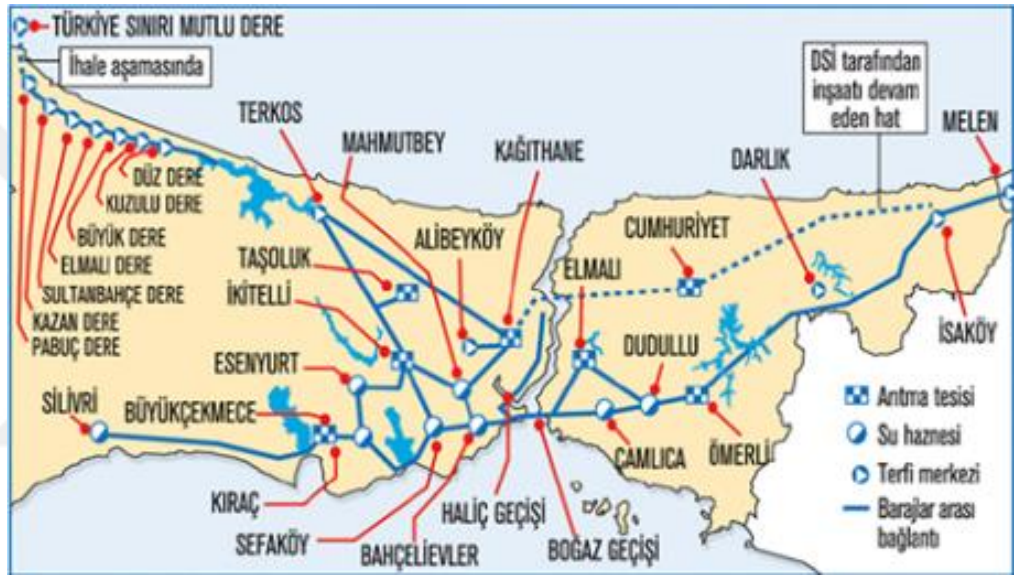 TÜRKİYE SINIRI MUTLU DERE
İhale aşamasında
TERKOS
MAHMUTBEY
KAĞITHANE
DSİ tarafından
inşaatı devam
eden hat
MELEN
DARLIK
DÜZ DERE
KUZULU DERE
BÜYÜK DERE
ELMALI DERE
SULTANBAHÇE DERE
KAZAN DERE
PABUÇ DERE
TAŞOLUK
ALİBEYKÖY
İKİTELLİ
CUMHURİYET
ELMALI
DUDULLU
İSAKÖY
ESENYURT
SİLİVRİ
BÜYÜKÇEKMECE
KIRAÇ
SEFAKÖY
BAHÇELİEVLER
HALİÇ GEÇİŞİ
BOĞAZ GEÇİŞİ
ÇAMLICA
ÖMERLİ
Arıtma tesisi
Su haznesi
Terfi merkezi
Barajlar arası
bağlantı